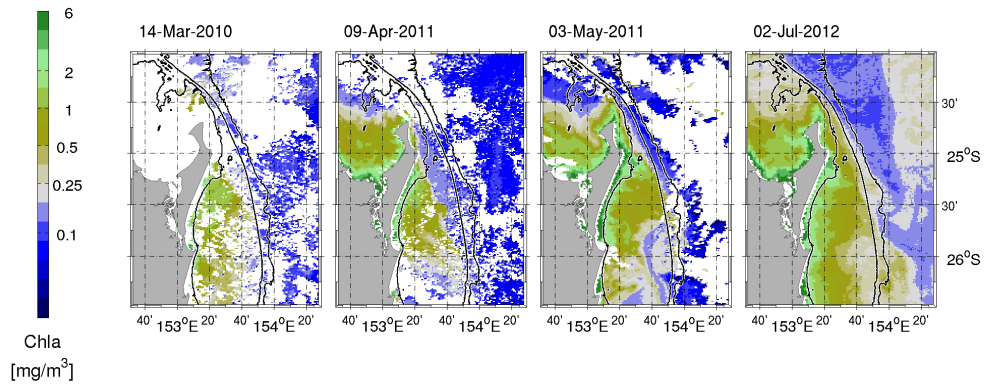 6
2
1
0.5
0.25
0.1
Chla
[mg/m³]
14-Mar-2010
09-Apr-2011
03-May-2011
02-Jul-2012
30'
25°S
30'
26°S
40' 153°E 20' 40' 154°E 20'
40' 153°E 20' 40' 154°E 20'
40' 153°E 20' 40' 154°E 20'
40' 153°E 20' 40' 154°E 20'